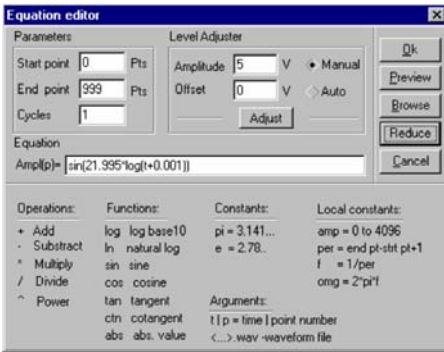 Equation editor
Parameters
Level Adjuster
Start point 0 Pts
Amplitude 5 V Manual
Ok
End point 999 Pts
Offset 0 V Auto
Preview
Cycles 1
Adjust
Browse
Equation
Reduce
Ampl(p)= sin(21.995*log(t+0.001))
Cancel
Operations: Functions: Constants: Local constants:
+ Add log log base10 pi = 3.141... amp = 0 to 4096
- Substract ln natural log e = 2.78.. per = end pt-strt pt+1
* Multiply sin sine f = 1/per
/ Divide cos cosine omg = 2*pi*f
^ Power tan tangent Arguments:
ctn cotangent t | p = time | point number
abs abs. value <...>.wav -waveform file